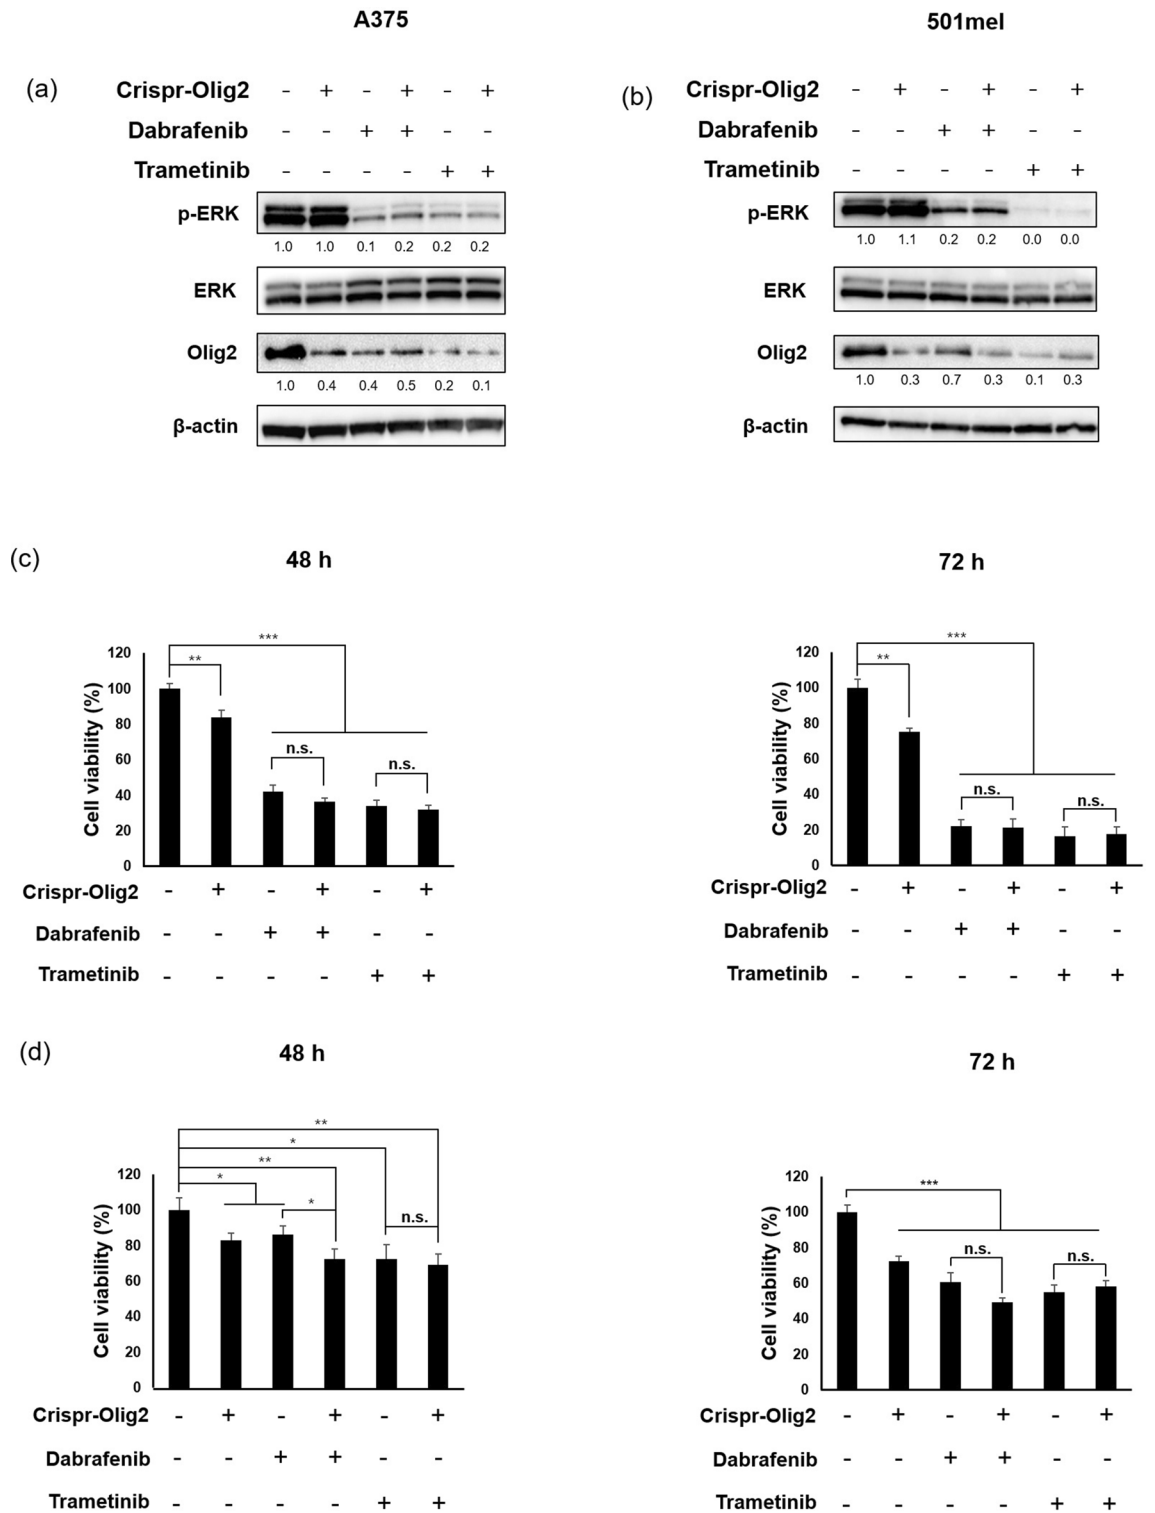 A375
501mel
(a)
Crispr-Olig2 - + - + - +
Dabrafenib - - + + - -
Trametinib - - - - + +
p-ERK
1.0 1.0 0.1 0.2 0.2 0.2
ERK
Olig2
1.0 0.4 0.4 0.5 0.2 0.1
β-actin
(b)
Crispr-Olig2 - + - + - +
Dabrafenib - - + + - -
Trametinib - - - - + +
p-ERK
1.0 1.1 0.2 0.2 0.0 0.0
ERK
Olig2
1.0 0.3 0.7 0.3 0.1 0.3
β-actin
(c)
48 h
***
**
n.s.
n.s.
Cell viability (%)
120
100
80
60
40
20
0
Crispr-Olig2 - + - + - +
Dabrafenib - - + + - -
Trametinib - - - - + +
72 h
***
**
n.s.
n.s.
Cell viability (%)
120
100
80
60
40
20
0
Crispr-Olig2 - + - + - +
Dabrafenib - - + + - -
Trametinib - - - - + +
(d)
48 h
**
*
**
*
*
n.s.
Cell viability (%)
120
100
80
60
40
20
0
Crispr-Olig2 - + - + - +
Dabrafenib - - + + - -
Trametinib - - - - + +
72 h
***
n.s.
n.s.
Cell viability (%)
120
100
80
60
40
20
0
Crispr-Olig2 - + - + - +
Dabrafenib - - + + - -
Trametinib - - - - + +